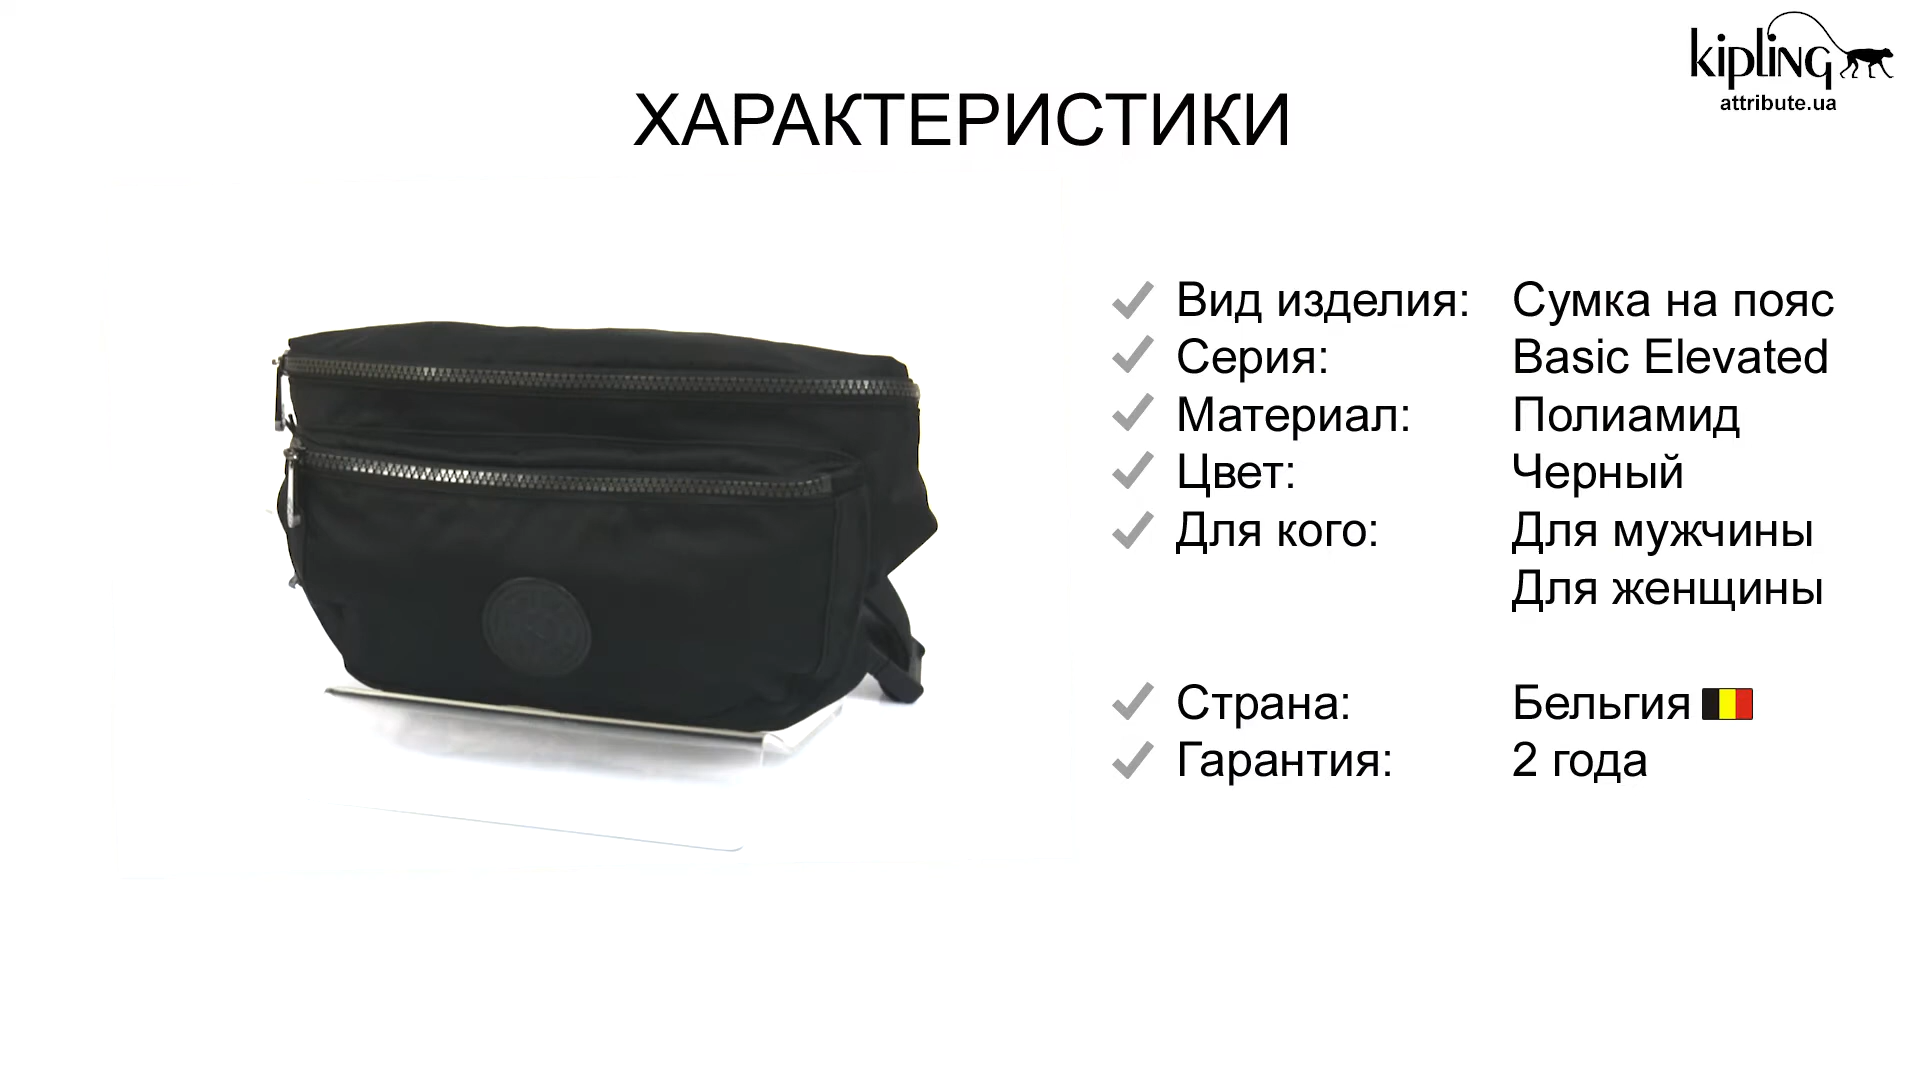 kipling
attribute.ua
ХАРАКТЕРИСТИКИ
Вид изделия: Сумка на пояс
Серия: Basic Elevated
Материал: Полиамид
Цвет: Черный
Для кого: Для мужчины
Для женщины
Страна: Бельгия
Гарантия: 2 года